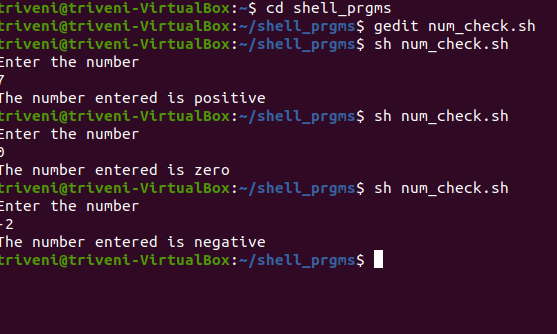 triveni@triveni-VirtualBox:~$ cd shell_prgms
triveni@triveni-VirtualBox:~/shell_prgms$ gedit num_check.sh
triveni@triveni-VirtualBox:~/shell_prgms$ sh num_check.sh
Enter the number
7
The number entered is positive
triveni@triveni-VirtualBox:~/shell_prgms$ sh num_check.sh
Enter the number
0
The number entered is zero
triveni@triveni-VirtualBox:~/shell_prgms$ sh num_check.sh
Enter the number
-2
The number entered is negative
triveni@triveni-VirtualBox:~/shell_prgms$